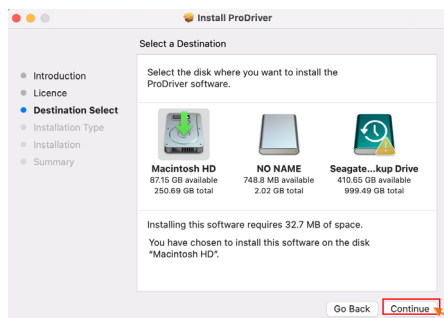 Install ProDriver
Select a Destination
Introduction
Licence
Destination Select
Installation Type
Installation
Summary
Select the disk where you want to install the
ProDriver software.
Macintosh HD
87.15 GB available
250.69 GB total
NO NAME
748.8 MB available
2.02 GB total
Seagate...kup Drive
410.65 GB available
999.49 GB total
Installing this software requires 32.7 MB of space.
You have chosen to install this software on the disk
“Macintosh HD”.
Go Back
Continue